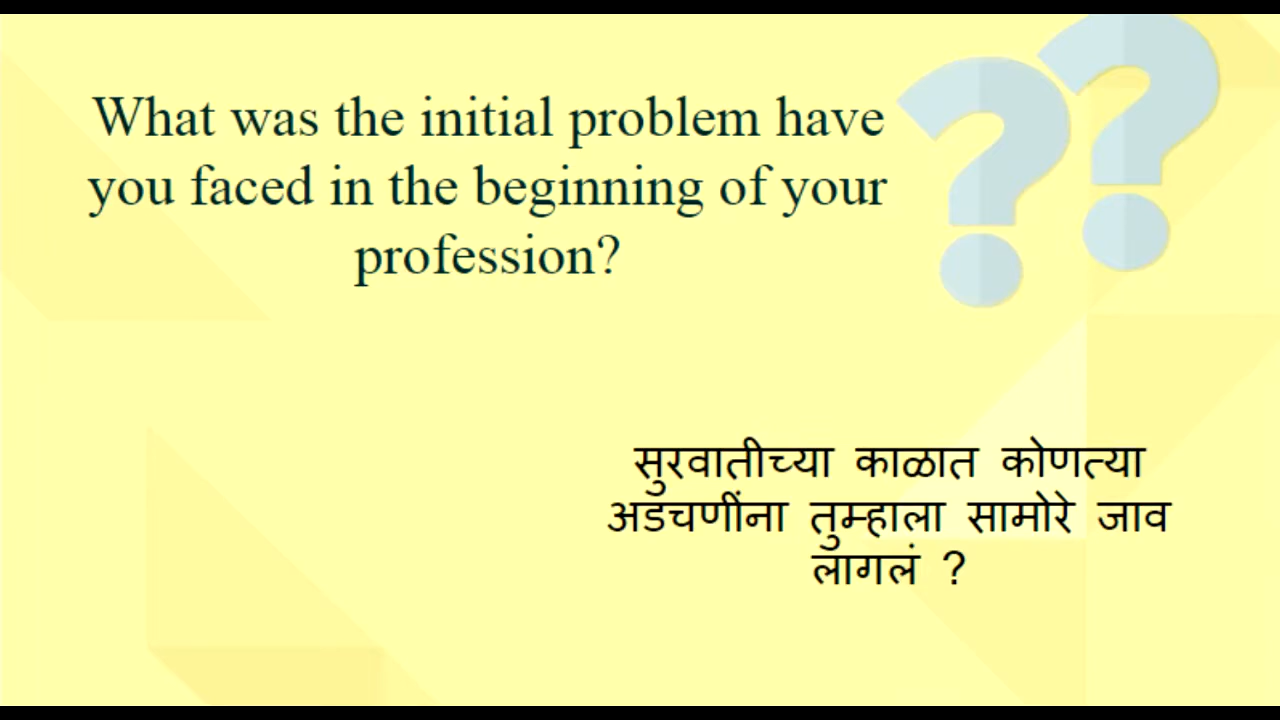 What was the initial problem have
you faced in the beginning of your
profession?
सुरवातीच्या काळात कोणत्या
अडचणींना तुम्हाला सामोरे जाव
लागलं ?